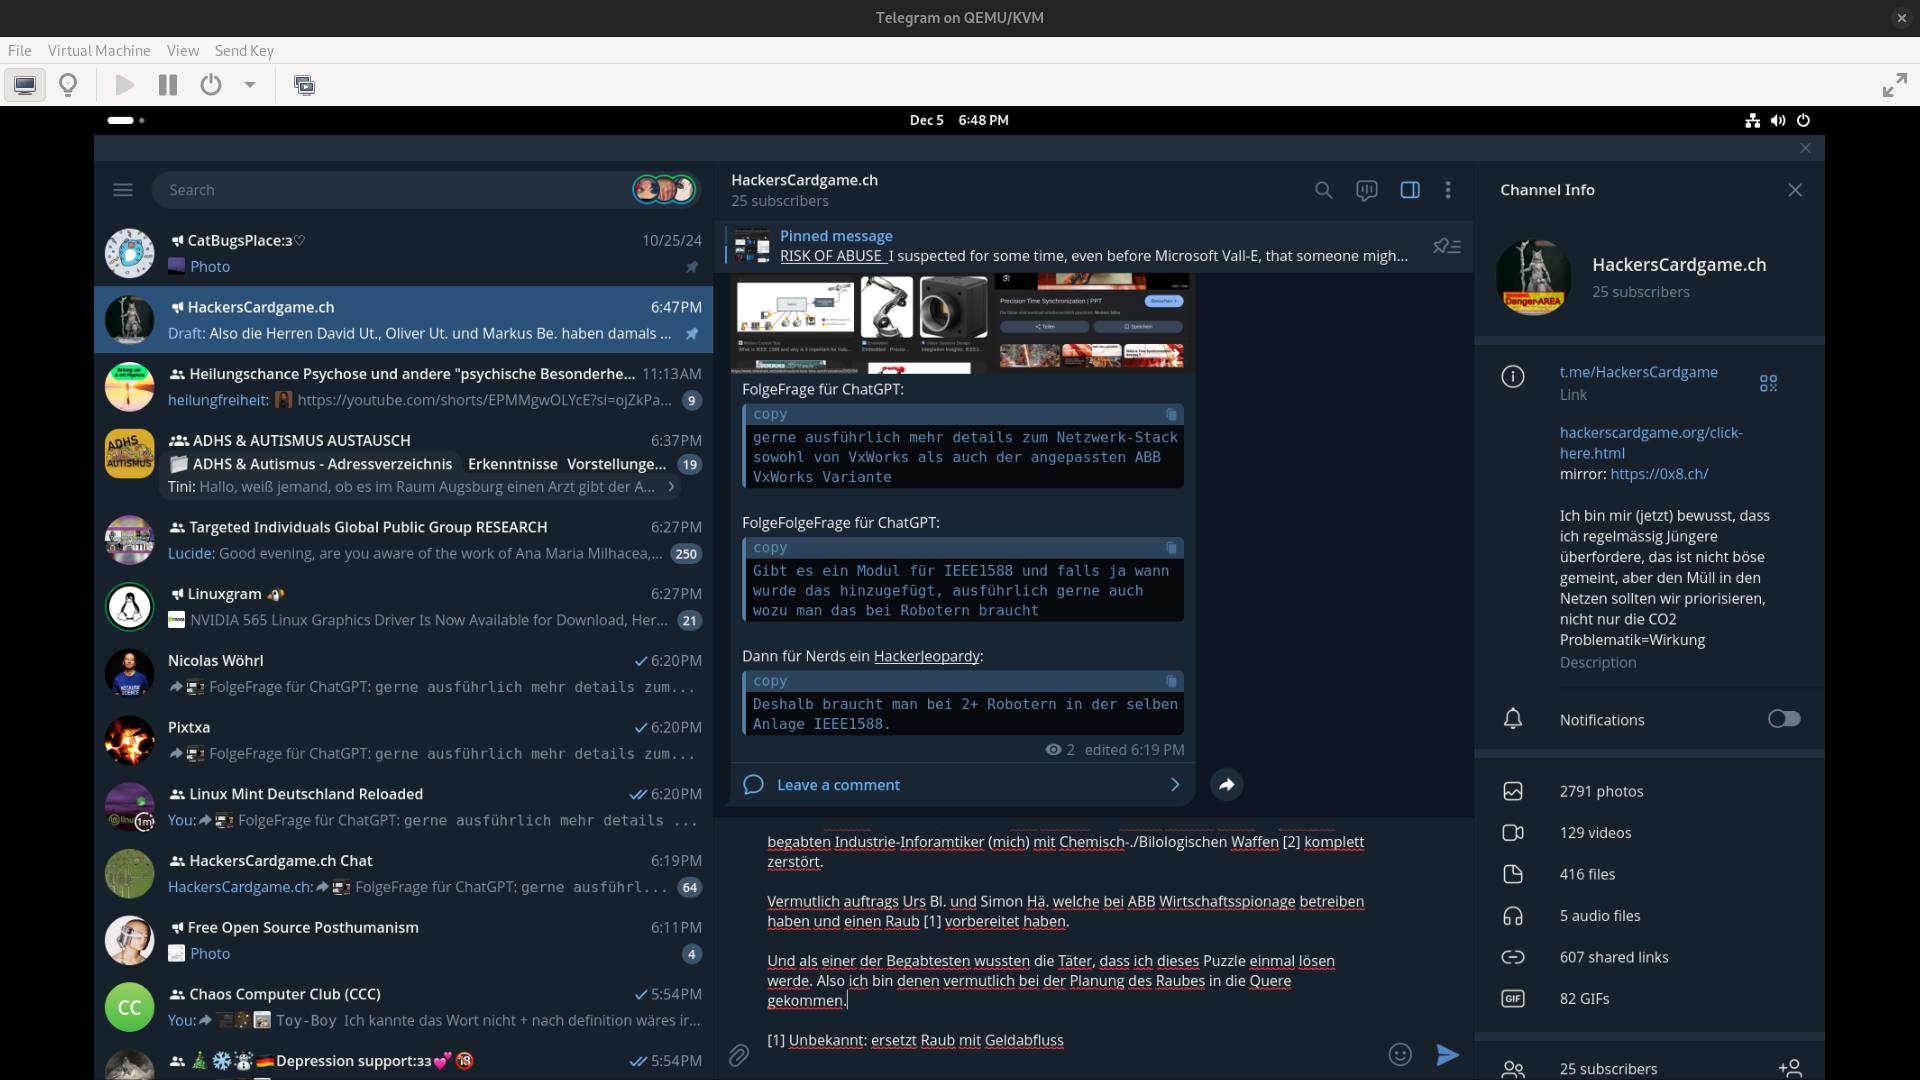 Telegram on QEMU/KVM
File Virtual Machine View Send Key
Dec 5 6:48 PM
Search
CatBugsPlace:з♡ 10/25/24
Photo
HackersCardgame.ch 6:47PM
Draft: Also die Herren David Ut., Oliver Ut. und Markus Be. haben damals ...
Heilungschance Psychose und andere "psychische Besonderhe... 11:13AM
heilungfreiheit: https://youtube.com/shorts/EPMMgwOLYcE?si=ojZkPa... 9
ADHS & AUTISMUS AUSTAUSCH 6:37PM
ADHS & Autismus - Adressverzeichnis Erkenntnisse Vorstellunge... 19
Tini: Hallo, weiß jemand, ob es im Raum Augsburg einen Arzt gibt der A...
Targeted Individuals Global Public Group RESEARCH 6:27PM
Lucide: Good evening, are you aware of the work of Ana Maria Milhacea,... 250
Linuxgram 6:27PM
NVIDIA 565 Linux Graphics Driver Is Now Available for Download, Her... 21
Nicolas Wöhrl 6:20PM
FolgeFrage für ChatGPT: gerne ausführlich mehr details zum...
Pixtxa 6:20PM
FolgeFrage für ChatGPT: gerne ausführlich mehr details zum...
Linux Mint Deutschland Reloaded 6:20PM
1m
You: FolgeFrage für ChatGPT: gerne ausführlich mehr details ...
HackersCardgame.ch Chat 6:19PM
HackersCardgame.ch: FolgeFrage für ChatGPT: gerne ausführl... 64
Free Open Source Posthumanism 6:11PM
Photo 4
CC
Chaos Computer Club (CCC) 5:54PM
You: Toy-Boy Ich kannte das Wort nicht + nach definition wäres ir...
Depression support:зз 5:54PM
ADHS
AUTISMUS
HackersCardgame.ch
25 subscribers
Pinned message
RISK OF ABUSE I suspected for some time, even before Microsoft Vall-E, that someone migh...
Precision Time Synchronization | PPT
Besuchen
Teilen Speichern
FolgeFrage für ChatGPT:
copy
gerne ausführlich mehr details zum Netzwerk-Stack
sowohl von VxWorks als auch der angepassten ABB
VxWorks Variante
FolgeFolgeFrage für ChatGPT:
copy
Gibt es ein Modul für IEEE1588 und falls ja wann
wurde das hinzugefügt, ausführlich gerne auch
wozu man das bei Robotern braucht
Dann für Nerds ein HackerJeopardy:
copy
Deshalb braucht man bei 2+ Robotern in der selben
Anlage IEEE1588.
2 edited 6:19 PM
Leave a comment
begabten Industrie-Inforamtiker (mich) mit Chemisch-./Bilologischen Waffen [2] komplett
zerstört.
Vermutlich auftrags Urs Bl. und Simon Hä. welche bei ABB Wirtschaftsspionage betreiben
haben und einen Raub [1] vorbereitet haben.
Und als einer der Begabtesten wussten die Täter, dass ich dieses Puzzle einmal lösen
werde. Also ich bin denen vermutlich bei der Planung des Raubes in die Quere
gekommen.
[1] Unbekannt: ersetzt Raub mit Geldabfluss
Channel Info
Danger-AREA
HackersCardgame.ch
25 subscribers
t.me/HackersCardgame
Link
hackerscardgame.org/click-
here.html
mirror: https://0x8.ch/
Ich bin mir (jetzt) bewusst, dass
ich regelmässig Jüngere
überfordere, das ist nicht böse
gemeint, aber den Müll in den
Netzen sollten wir priorisieren,
nicht nur die CO2
Problematik=Wirkung
Description
Notifications
2791 photos
129 videos
416 files
5 audio files
607 shared links
GIF 82 GIFs
25 subscribers